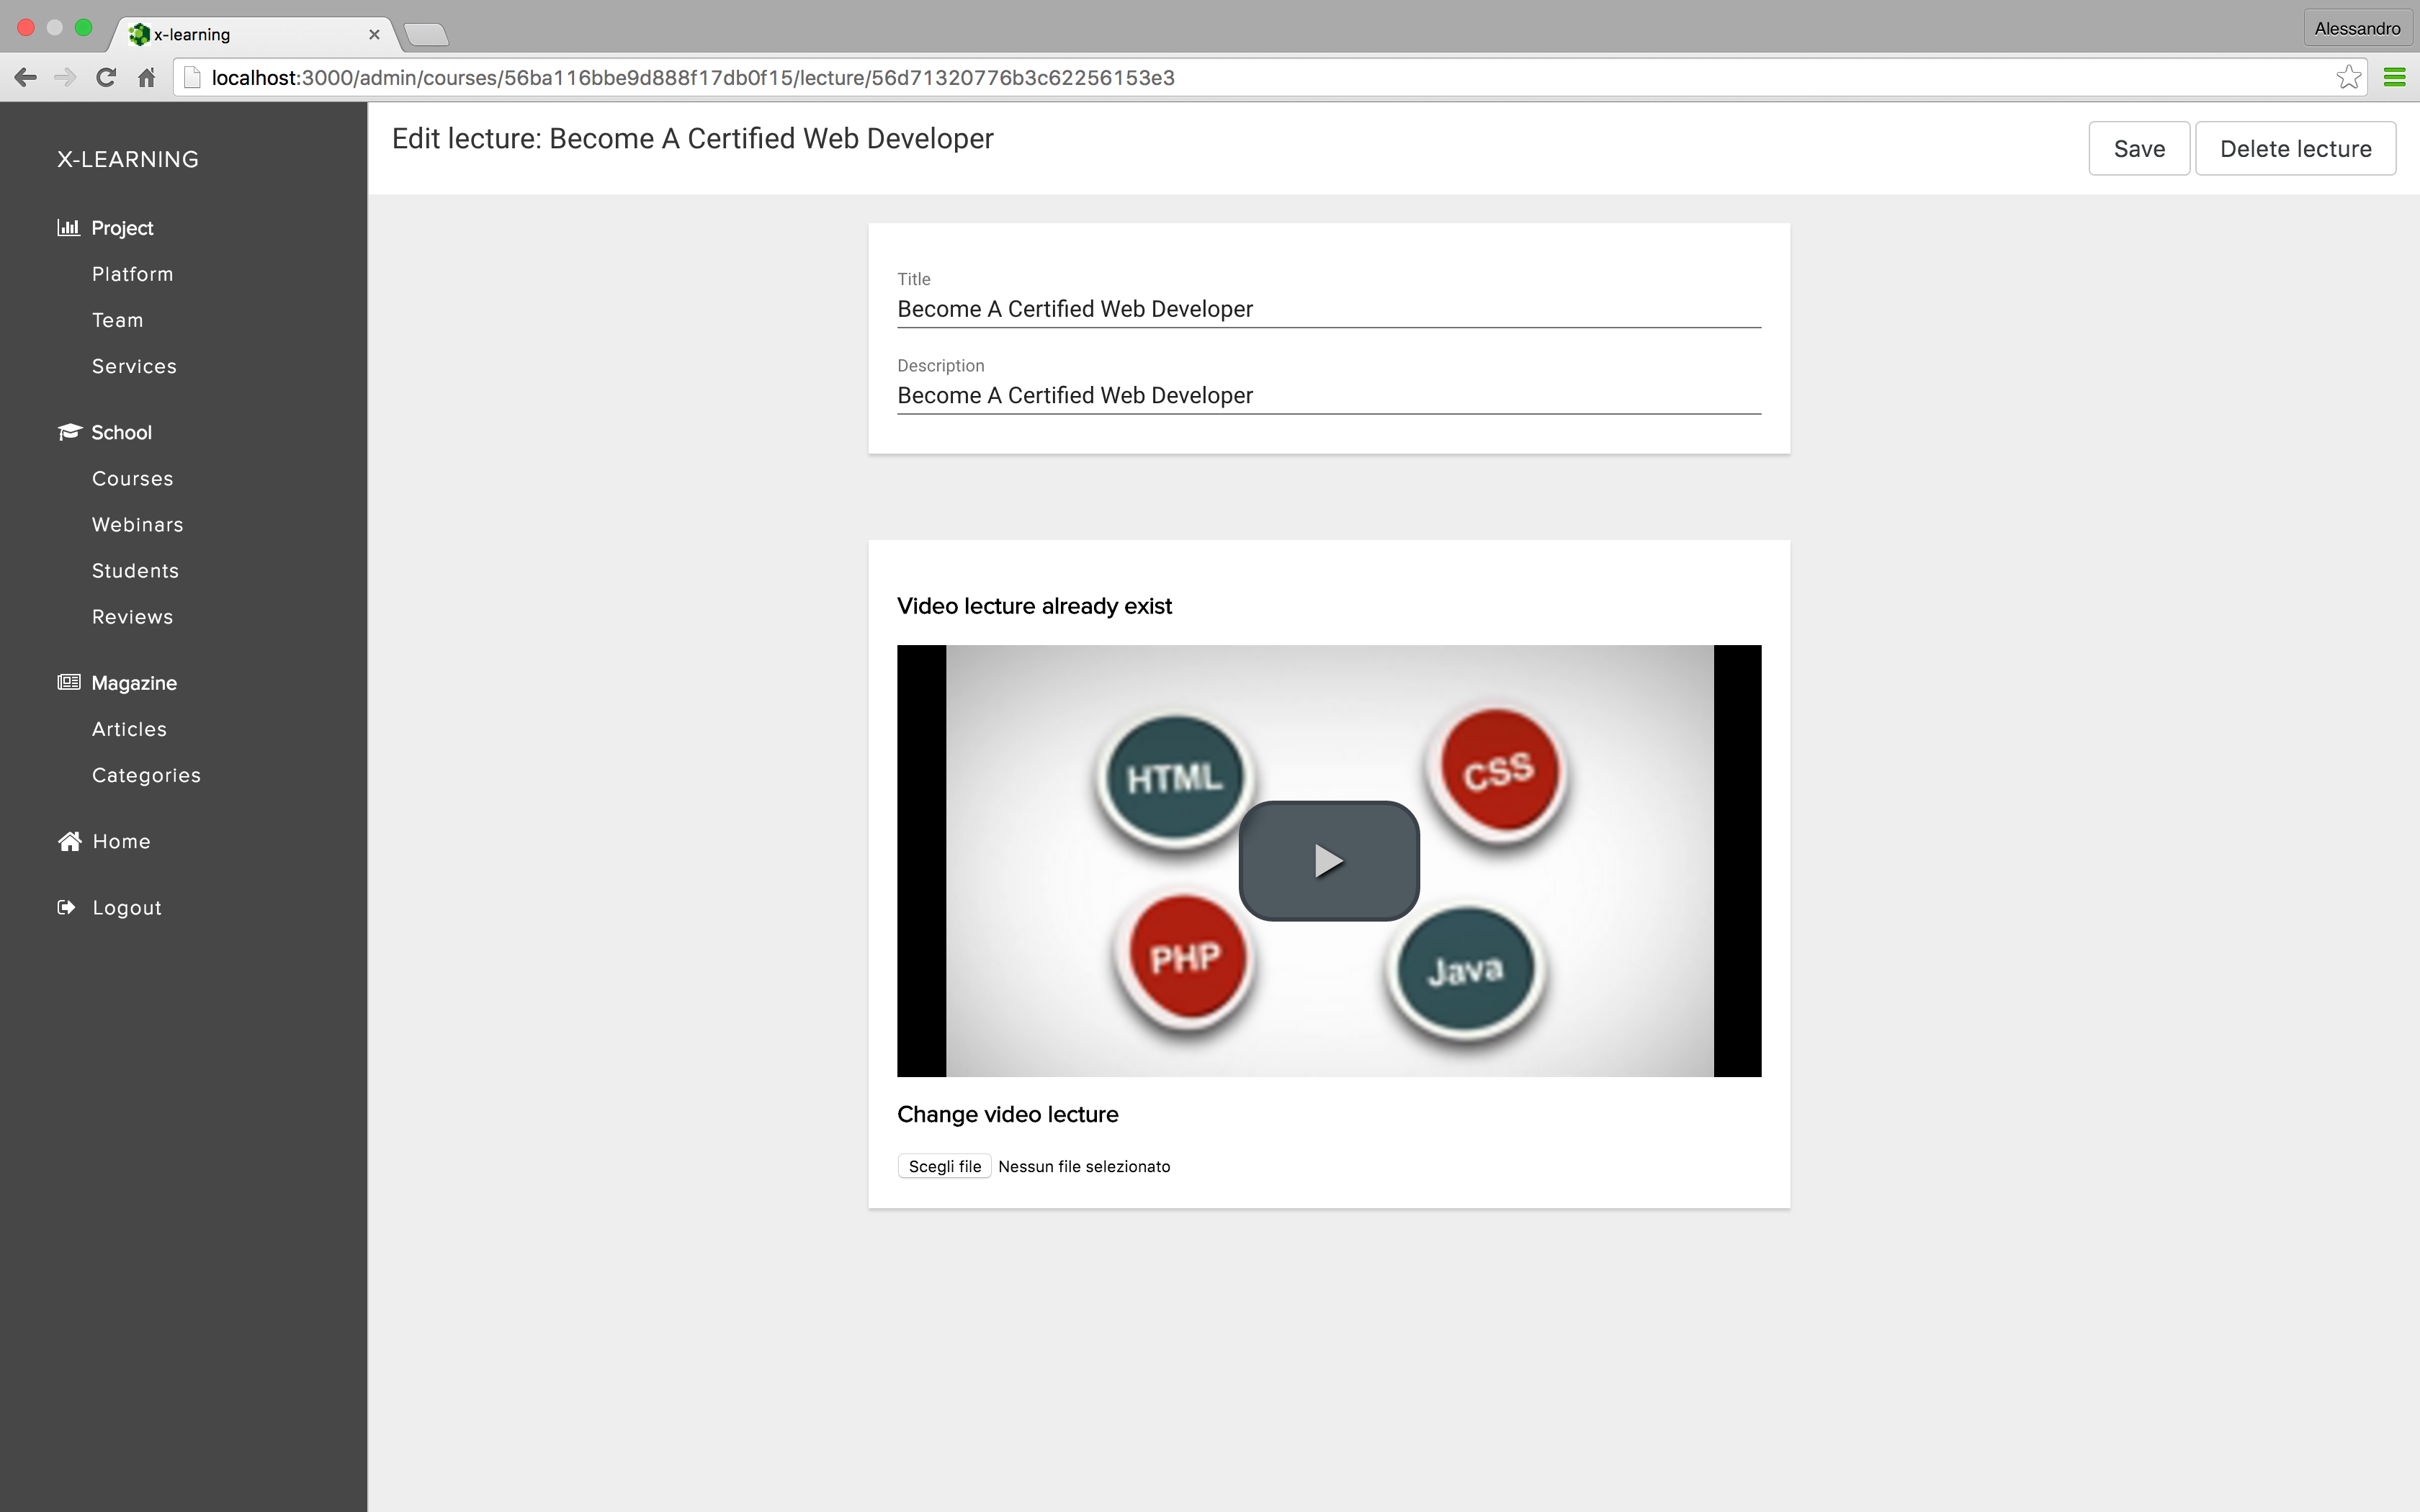 x-learning
Alessandro
localhost:3000/admin/courses/56ba116bbe9d888f17db0f15/lecture/56d71320776b3c62256153e3
X-LEARNING
Project
Platform
Team
Services
School
Courses
Webinars
Students
Reviews
Magazine
Articles
Categories
Home
Logout
Edit lecture: Become A Certified Web Developer
Save
Delete lecture
Title
Become A Certified Web Developer
Description
Become A Certified Web Developer
Video lecture already exist
HTML
CSS
PHP
Java
Change video lecture
Scegli file Nessun file selezionato